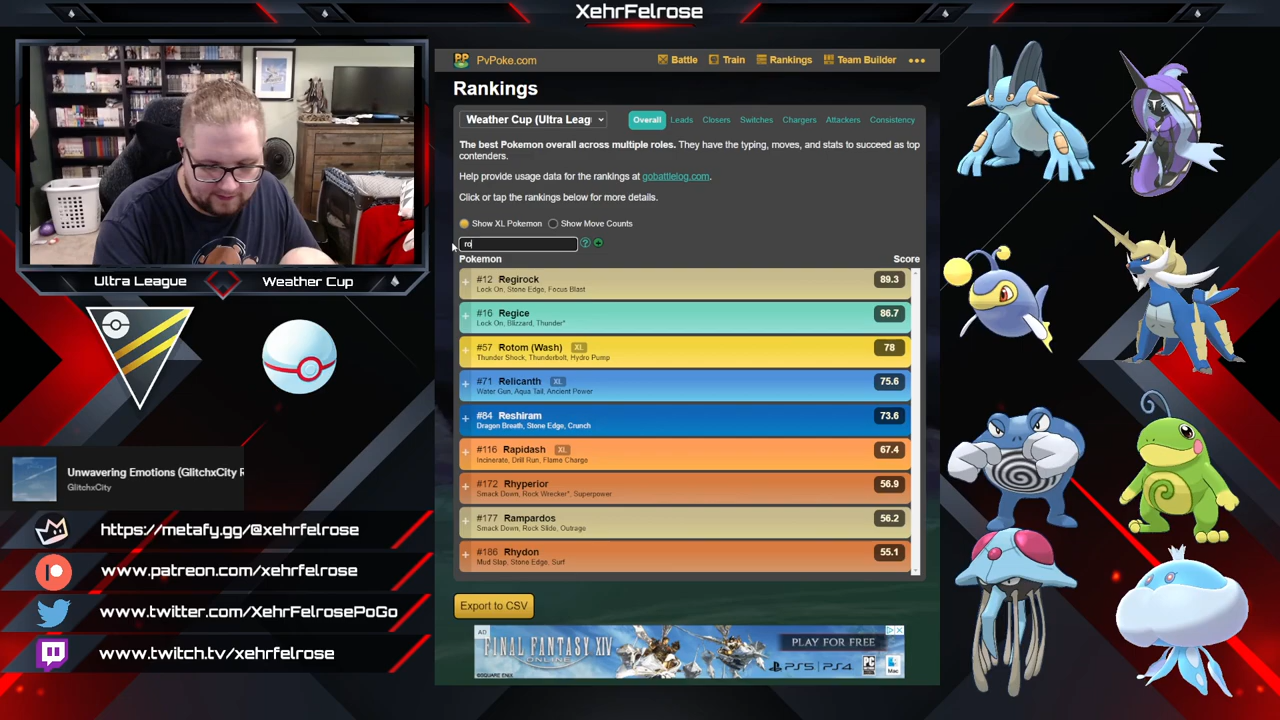 XehrFelrose
PvPoke.com
Battle
Train
Rankings
Team Builder
Rankings
Weather Cup (Ultra Leag
Overall
Leads
Closers
Switches
Chargers
Attackers
Consistency
The best Pokemon overall across multiple roles. They have the typing, moves, and stats to succeed as top
contenders.
Help provide usage data for the rankings at gobattlelog.com.
Click or tap the rankings below for more details.
Show XL Pokemon
Show Move Counts
ro
?
Pokemon
Score
+ #12 Regirock 89.3
Lock On, Stone Edge, Focus Blast
+ #16 Regice 86.7
Lock On, Blizzard, Thunder*
+ #57 Rotom (Wash) XL 78
Thunder Shock, Thunderbolt, Hydro Pump
+ #71 Relicanth XL 75.6
Water Gun, Aqua Tail, Ancient Power
+ #84 Reshiram 73.6
Dragon Breath, Stone Edge, Crunch
+ #116 Rapidash XL 67.4
Incinerate, Drill Run, Flame Charge
+ #172 Rhyperior 56.9
Smack Down, Rock Wrecker*, Superpower
+ #177 Rampardos 56.2
Smack Down, Rock Slide, Outrage
+ #186 Rhydon 55.1
Mud Slap, Stone Edge, Surf
Export to CSV
AD
FINAL FANTASY XIV
ONLINE
PLAY FOR FREE
PS5 | PS4
PC
Mac
©SQUARE ENIX
Ultra League
Weather Cup
Unwavering Emotions (GlitchxCity R
GlitchxCity
https://metafy.gg/@xehrfelrose
www.patreon.com/xehrfelrose
www.twitter.com/XehrFelrosePoGo
www.twitch.tv/xehrfelrose